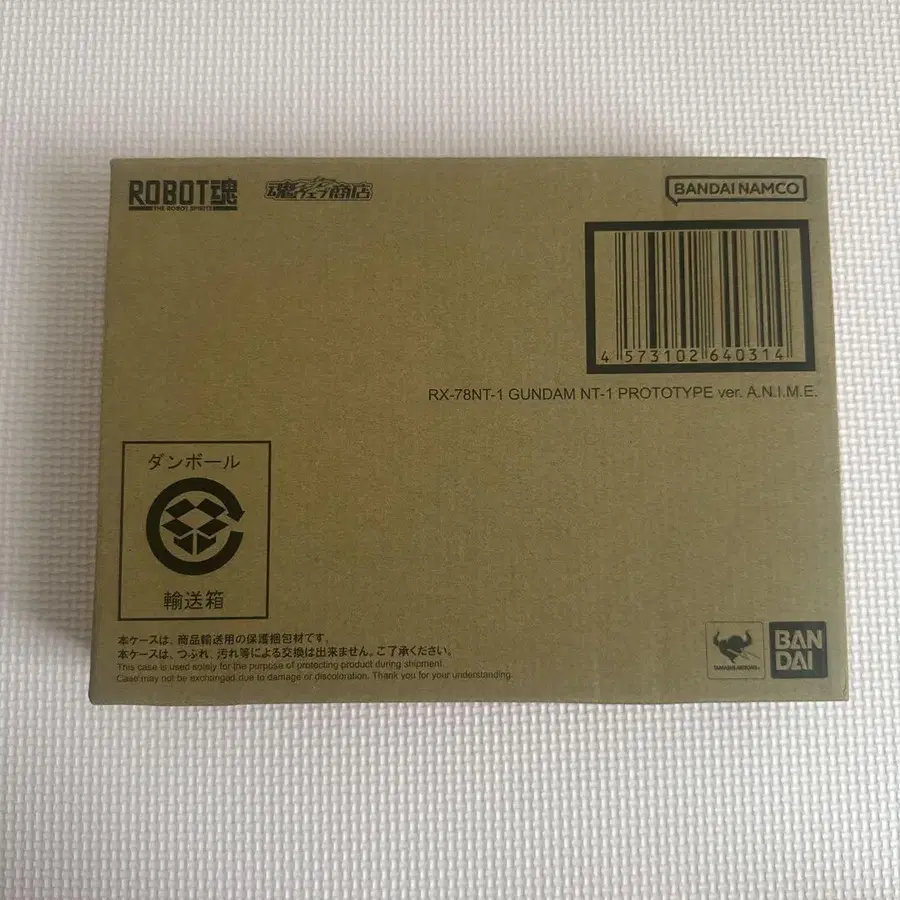 ROBOT魂
THE ROBOT SPIRITS
魂ウェブ商店
BANDAI NAMCO
4 573102 640314
RX-78NT-1 GUNDAM NT-1 PROTOTYPE ver. A.N.I.M.E.
ダンボール
輸送箱
本ケースは、商品輸送用の保護梱包材です。
本ケースは、つぶれ、汚れ等による交換は出来ません。ご了承ください。
This case is used solely for the purpose of protecting product during shipment.
Case may not be exchanged due to damage or discoloration. Thank you for your understanding.
TAMASHII NATIONS
BAN
DAI